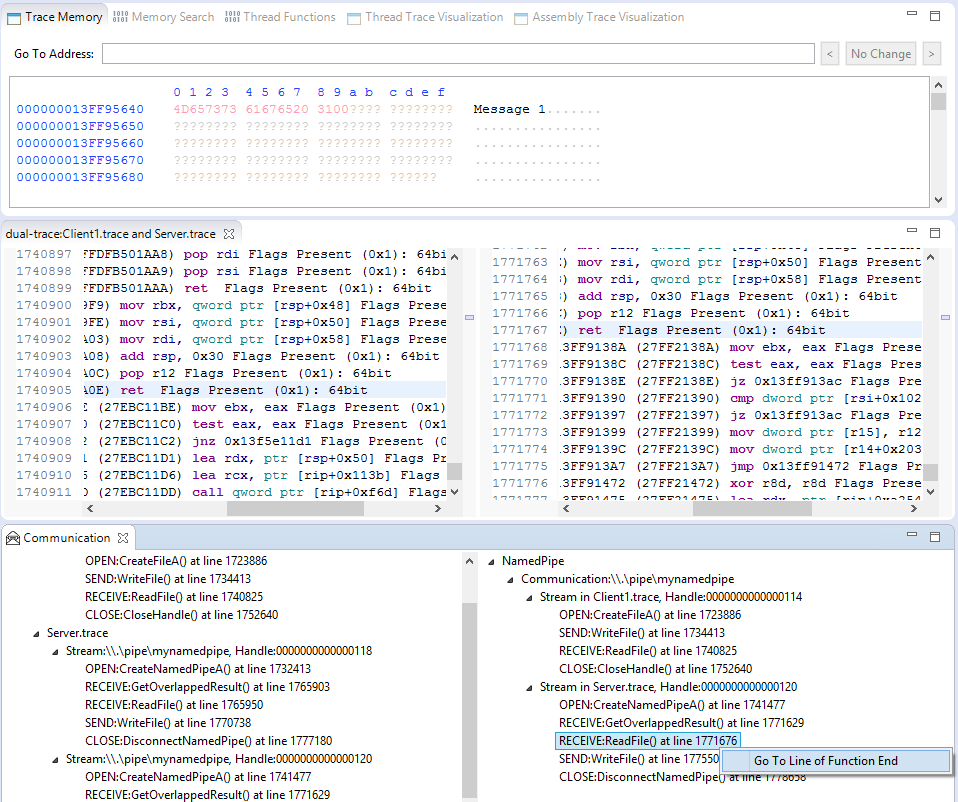 Trace Memory Memory Search Thread Functions Thread Trace Visualization Assembly Trace Visualization
Go To Address: < No Change >
0 1 2 3 4 5 6 7 8 9 a b c d e f
000000013FF95640 4D657373 61676520 3100???? ???????? Message 1.......
000000013FF95650 ???????? ???????? ???????? ???????? ................
000000013FF95660 ???????? ???????? ???????? ???????? ................
000000013FF95670 ???????? ???????? ???????? ???????? ................
000000013FF95680 ???????? ???????? ???????? ?????? ................
dual-trace:Client1.trace and Server.trace
1740897 FFDFB501AA8) pop rdi Flags Present (0x1): 64bi
1740898 FFDFB501AA9) pop rsi Flags Present (0x1): 64bi
1740899 FFDFB501AAA) ret Flags Present (0x1): 64bit
1740900 9F9) mov rbx, qword ptr [rsp+0x48] Flags Prese
1740901 9FE) mov rsi, qword ptr [rsp+0x50] Flags Prese
1740902 A03) mov rdi, qword ptr [rsp+0x58] Flags Prese
1740903 A08) add rsp, 0x30 Flags Present (0x1): 64bit
1740904 A0C) pop r12 Flags Present (0x1): 64bit
1740905 A0E) ret Flags Present (0x1): 64bit
1740906 E (27EBC11BE) mov ebx, eax Flags Present (0x1)
1740907 0 (27EBC11C0) test eax, eax Flags Present (0x1
1740908 2 (27EBC11C2) jnz 0x13f5e11d1 Flags Present (0
1740909 1 (27EBC11D1) lea rdx, ptr [rsp+0x50] Flags Pr
1740910 6 (27EBC11D6) lea rcx, ptr [rip+0x113b] Flags
1740911 D (27EBC11DD) call qword ptr [rip+0xf6d] Flags
1771763 ) mov rsi, qword ptr [rsp+0x50] Flags Present
1771764 ) mov rdi, qword ptr [rsp+0x58] Flags Present
1771765 ) add rsp, 0x30 Flags Present (0x1): 64bit
1771766 ) pop r12 Flags Present (0x1): 64bit
1771767 ) ret Flags Present (0x1): 64bit
1771768 3FF9138A (27FF2138A) mov ebx, eax Flags Prese
1771769 3FF9138C (27FF2138C) test eax, eax Flags Pres
1771770 3FF9138E (27FF2138E) jz 0x13ff913ac Flags Pre
1771771 3FF91390 (27FF21390) cmp dword ptr [rsi+0x102
1771772 3FF91397 (27FF21397) jz 0x13ff913ac Flags Pre
1771773 3FF91399 (27FF21399) mov dword ptr [r15], r12
1771774 3FF9139C (27FF2139C) mov dword ptr [r14+0x203
1771775 3FF913A7 (27FF213A7) jmp 0x13ff91472 Flags Pr
1771776 3FF91472 (27FF21472) xor r8d, r8d Flags Prese
1771777 3FF91475 (27FF21475) lea rdx, ptr [rip+0xa254
Communication
OPEN:CreateFileA() at line 1723886
SEND:WriteFile() at line 1734413
RECEIVE:ReadFile() at line 1740825
CLOSE:CloseHandle() at line 1752640
Server.trace
Stream:\\.\pipe\mynamedpipe, Handle:0000000000000118
OPEN:CreateNamedPipeA() at line 1732413
RECEIVE:GetOverlappedResult() at line 1765903
RECEIVE:ReadFile() at line 1765950
SEND:WriteFile() at line 1770738
CLOSE:DisconnectNamedPipe() at line 1777180
Stream:\\.\pipe\mynamedpipe, Handle:0000000000000120
OPEN:CreateNamedPipeA() at line 1741477
RECEIVE:GetOverlappedResult() at line 1771629
NamedPipe
Communication:\\.\pipe\mynamedpipe
Stream in Client1.trace, Handle:0000000000000114
OPEN:CreateFileA() at line 1723886
SEND:WriteFile() at line 1734413
RECEIVE:ReadFile() at line 1740825
CLOSE:CloseHandle() at line 1752640
Stream in Server.trace, Handle:0000000000000120
OPEN:CreateNamedPipeA() at line 1741477
RECEIVE:GetOverlappedResult() at line 1771629
RECEIVE:ReadFile() at line 1771676
SEND:WriteFile() at line 177550
Go To Line of Function End
CLOSE:DisconnectNamedPipe() at line 1778658